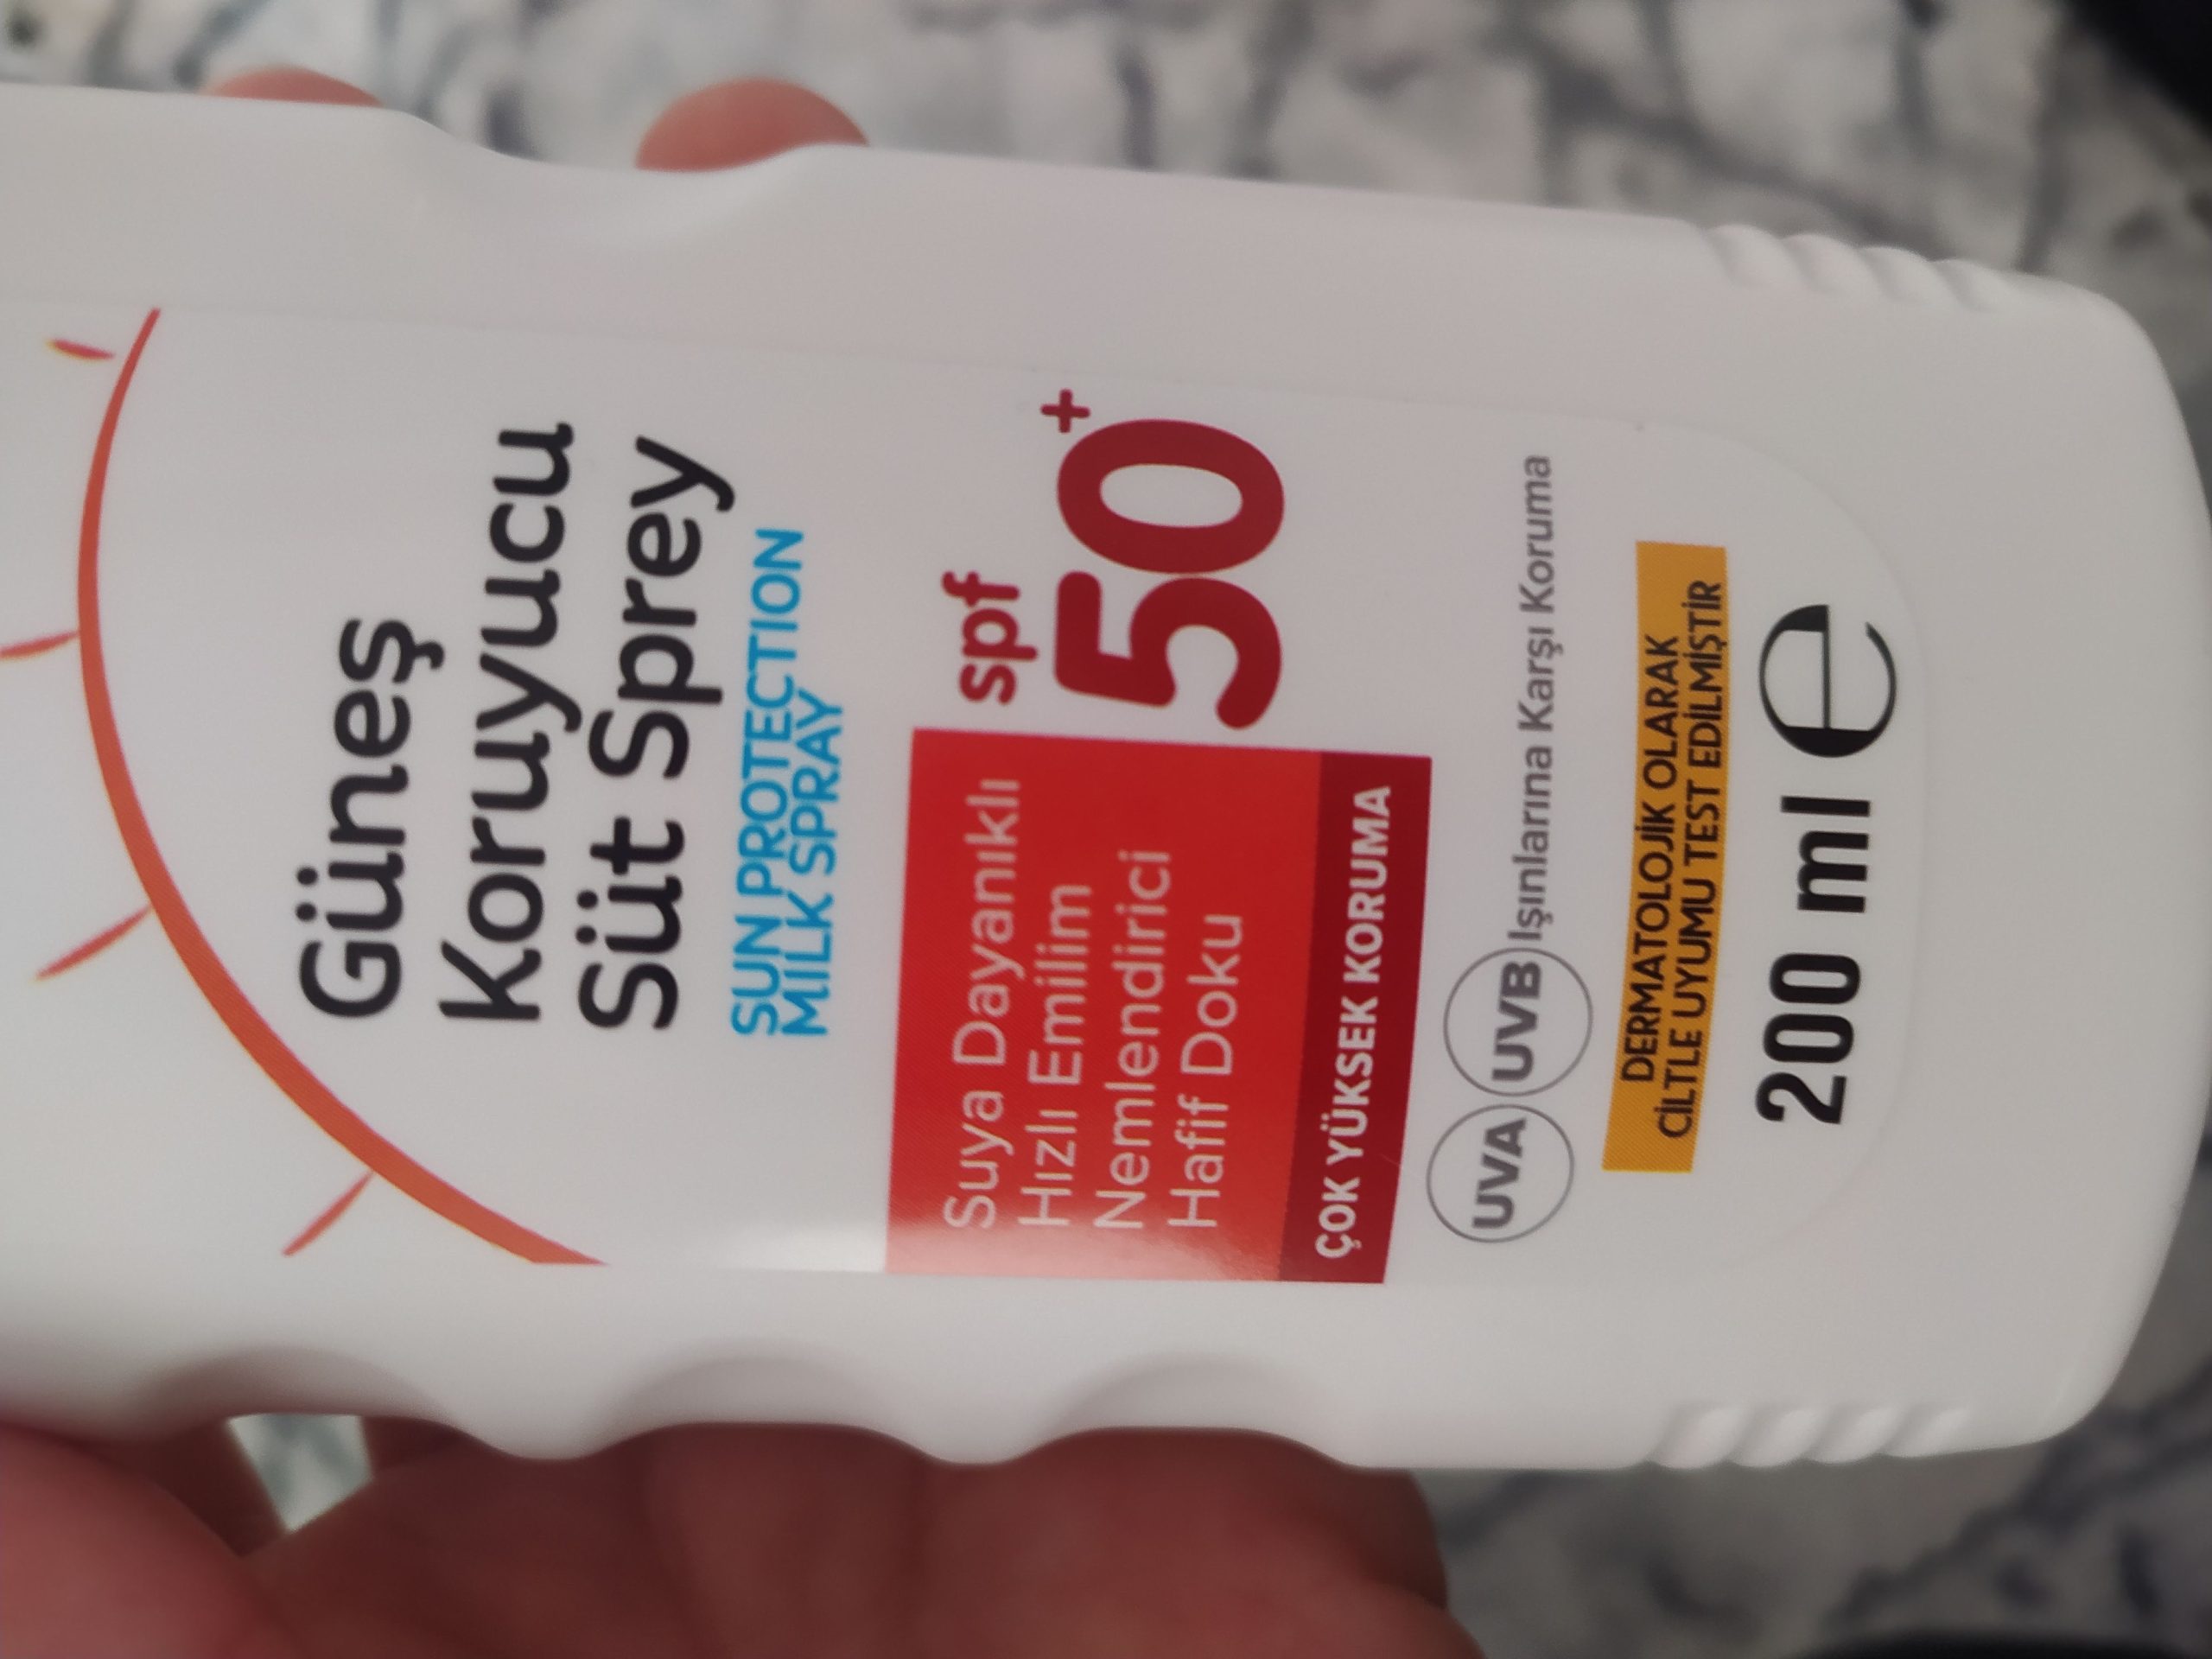 Güneş
Koruyucu
Süt Sprey
SUN PROTECTION
MILK SPRAY
Suya Dayanıklı
Hızlı Emilim
Nemlendirici
Hafif Doku
spf
50+
ÇOK YÜKSEK KORUMA
UVA UVB Işınlarına Karşı Koruma
DERMATOLOJİK OLARAK
CİLTLE UYUMU TEST EDİLMİŞTİR
200 ml e